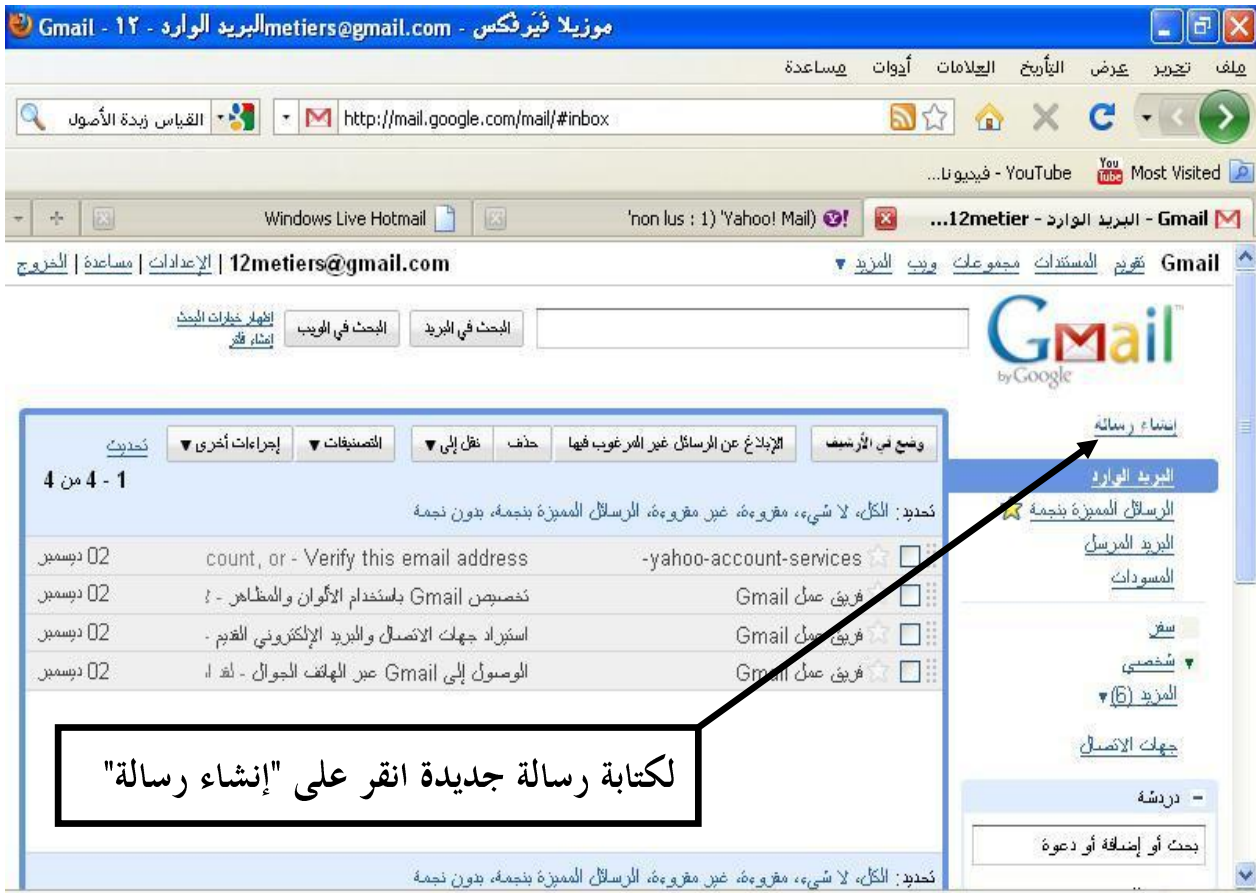 موزيلا فَيَرفُكس - metiers@gmail.comالبريد الوارد - ١٢ - Gmail
ملف تحرير عرض التأريخ العلامات أدوات مساعدة
http://mail.google.com/mail/#inbox القياس زبدة الأصول
Most Visited YouTube - فيديو نا...
Gmail - البريد الوارد - 12metier...
(non lus : 1) 'Yahoo! Mail'
Windows Live Hotmail
Gmail تقويم المستندات مجموعات ويب المزيد ▼
12metiers@gmail.com | الإعدادات | مساعدة | الخروج
Gmail
by Google
البحث في البريد البحث في الويب
إظهار خيارات البحث
إنشاء فلتر
إنشاء رسالة
البريد الوارد
الرسائل المميزة بنجمة
البريد المرسل
المسودات
سفر
شخصي
المزيد (6)▼
جهات الاتصال
– دردشة
بحث أو إضافة أو دعوة
وضع في الأرشيف الإبلاغ عن الرسائل غير المرغوب فيها حذف نقل إلى ▼ التصنيفات ▼ إجراءات أخرى ▼ تحديث
1 - 4 من 4
تحديد: الكل، لا شيء، مقروءة، غير مقروءة، الرسائل المميزة بنجمة، بدون نجمة
yahoo-account-services- count, or - Verify this email address 02 ديسمبر
فريق عمل Gmail تخصيص Gmail باستخدام الألوان والمظاهر - 02 ديسمبر
فريق عمل Gmail استيراد جهات الاتصال والبريد الإلكتروني القديم - 02 ديسمبر
فريق عمل Gmail الوصول إلى Gmail عبر الهاتف الجوال - لقد ا 02 ديسمبر
لكتابة رسالة جديدة انقر على "إنشاء رسالة"
تحديد: الكل، لا شيء، مقروءة، غير مقروءة، الرسائل المميزة بنجمة، بدون نجمة